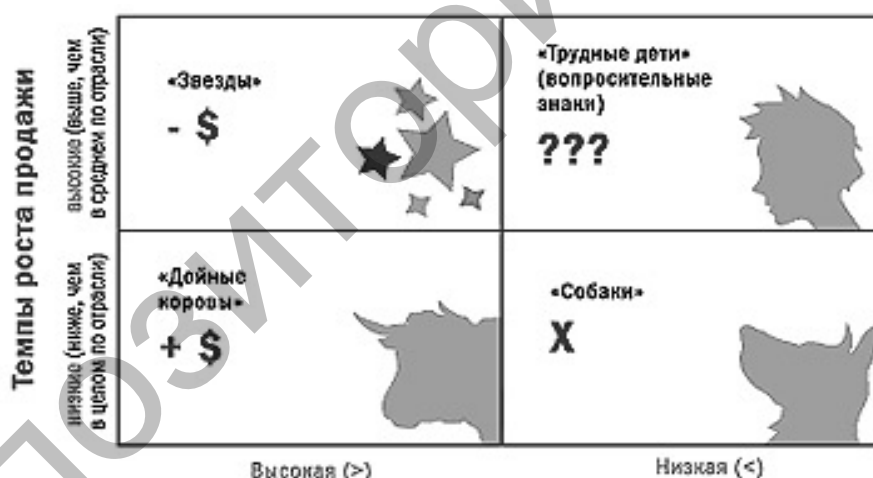 Темпы роста продажи
высокие (выше, чем
в среднем по отрасли)
низкие (ниже, чем
в целом по отрасли)
«Звезды»
- $
«Трудные дети»
(вопросительные
знаки)
???
«Дойные
коровы»
+ $
«Собаки»
X
Высокая (>)
Низкая (<)
позитори